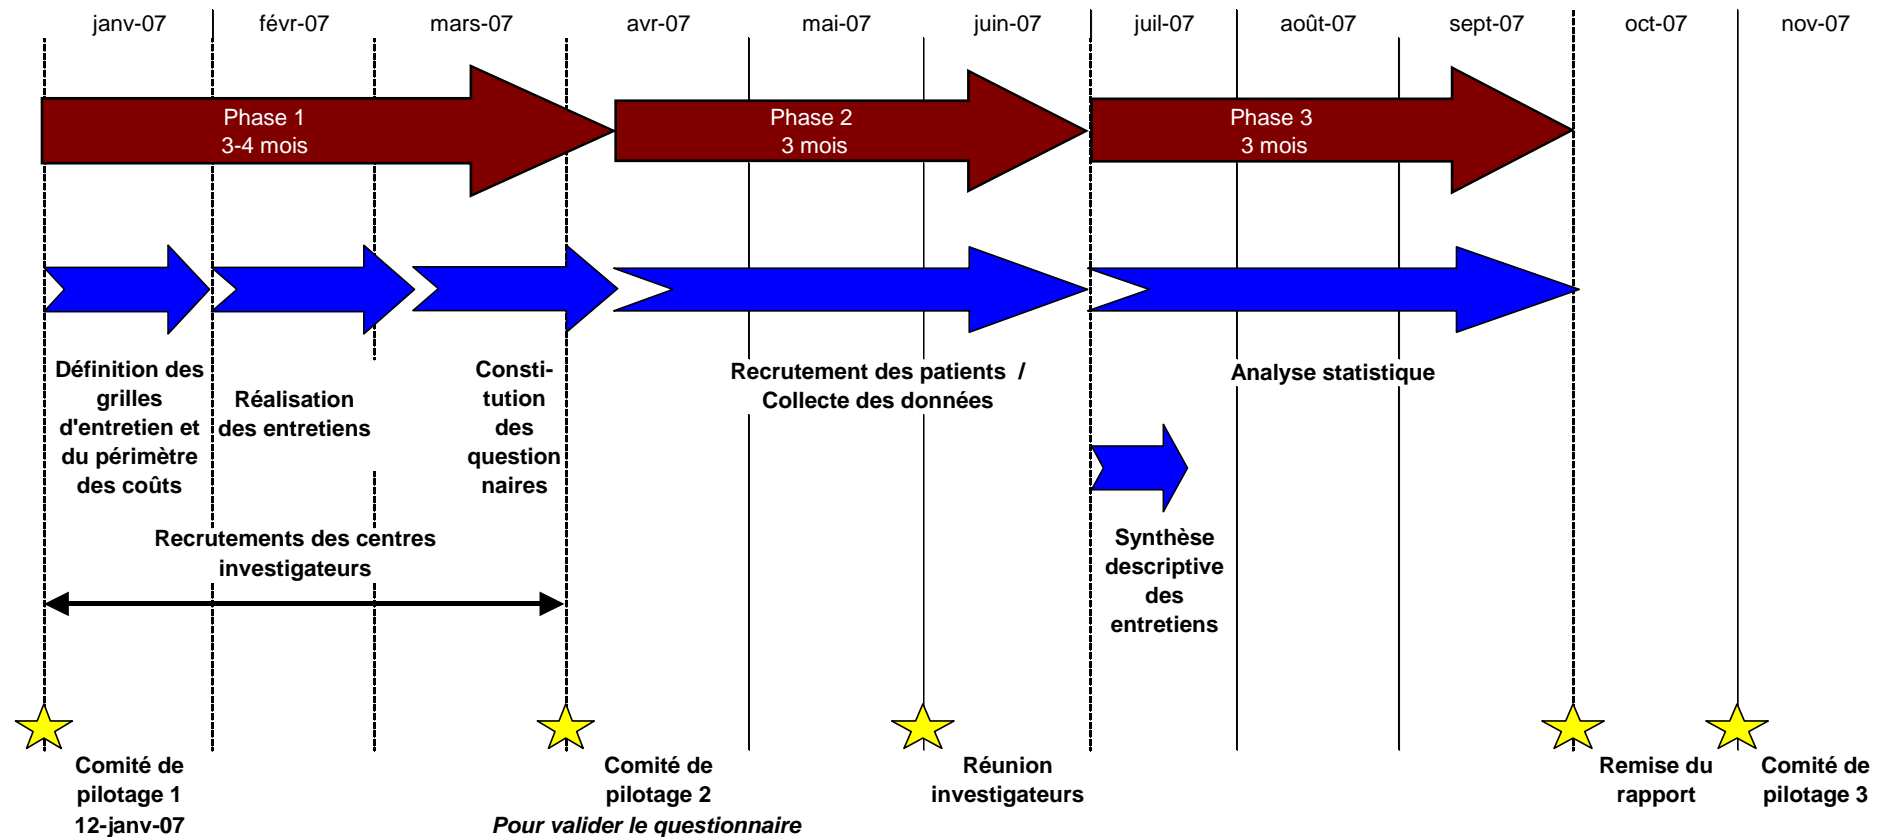 janv-07 févr-07 mars-07 avr-07 mai-07 juin-07 juil-07 août-07 sept-07 oct-07 nov-07
Phase 1
3-4 mois
Phase 2
3 mois
Phase 3
3 mois
Définition des
grilles
d'entretien et
du périmètre
des coûts
Réalisation
des entretiens
Consti-
tution
des
question
naires
Recrutement des patients /
Collecte des données
Analyse statistique
Recrutements des centres
investigateurs
Synthèse
descriptive
des
entretiens
Comité de
pilotage 1
12-janv-07
Comité de
pilotage 2
Pour valider le questionnaire
Réunion
investigateurs
Remise du
rapport
Comité de
pilotage 3